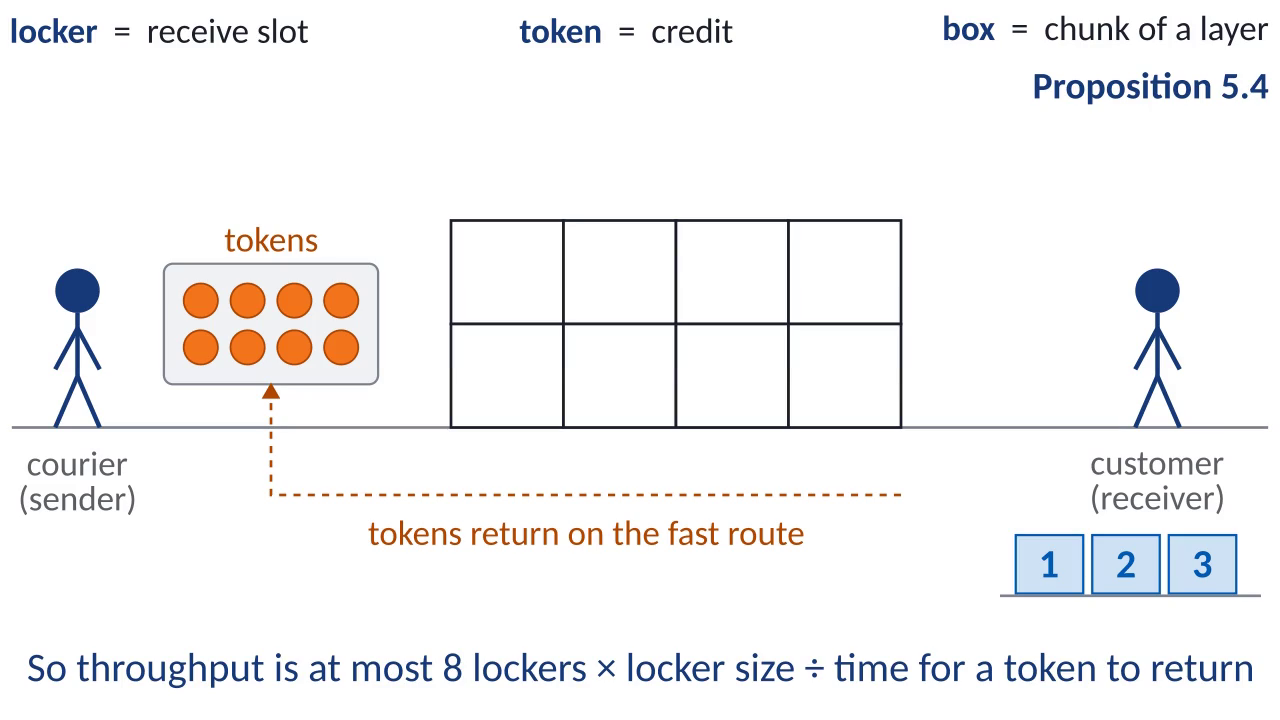 locker = receive slot
token = credit
box = chunk of a layer
Proposition 5.4
tokens
courier
(sender)
customer
(receiver)
tokens return on the fast route
1 2 3
So throughput is at most 8 lockers × locker size ÷ time for a token to return